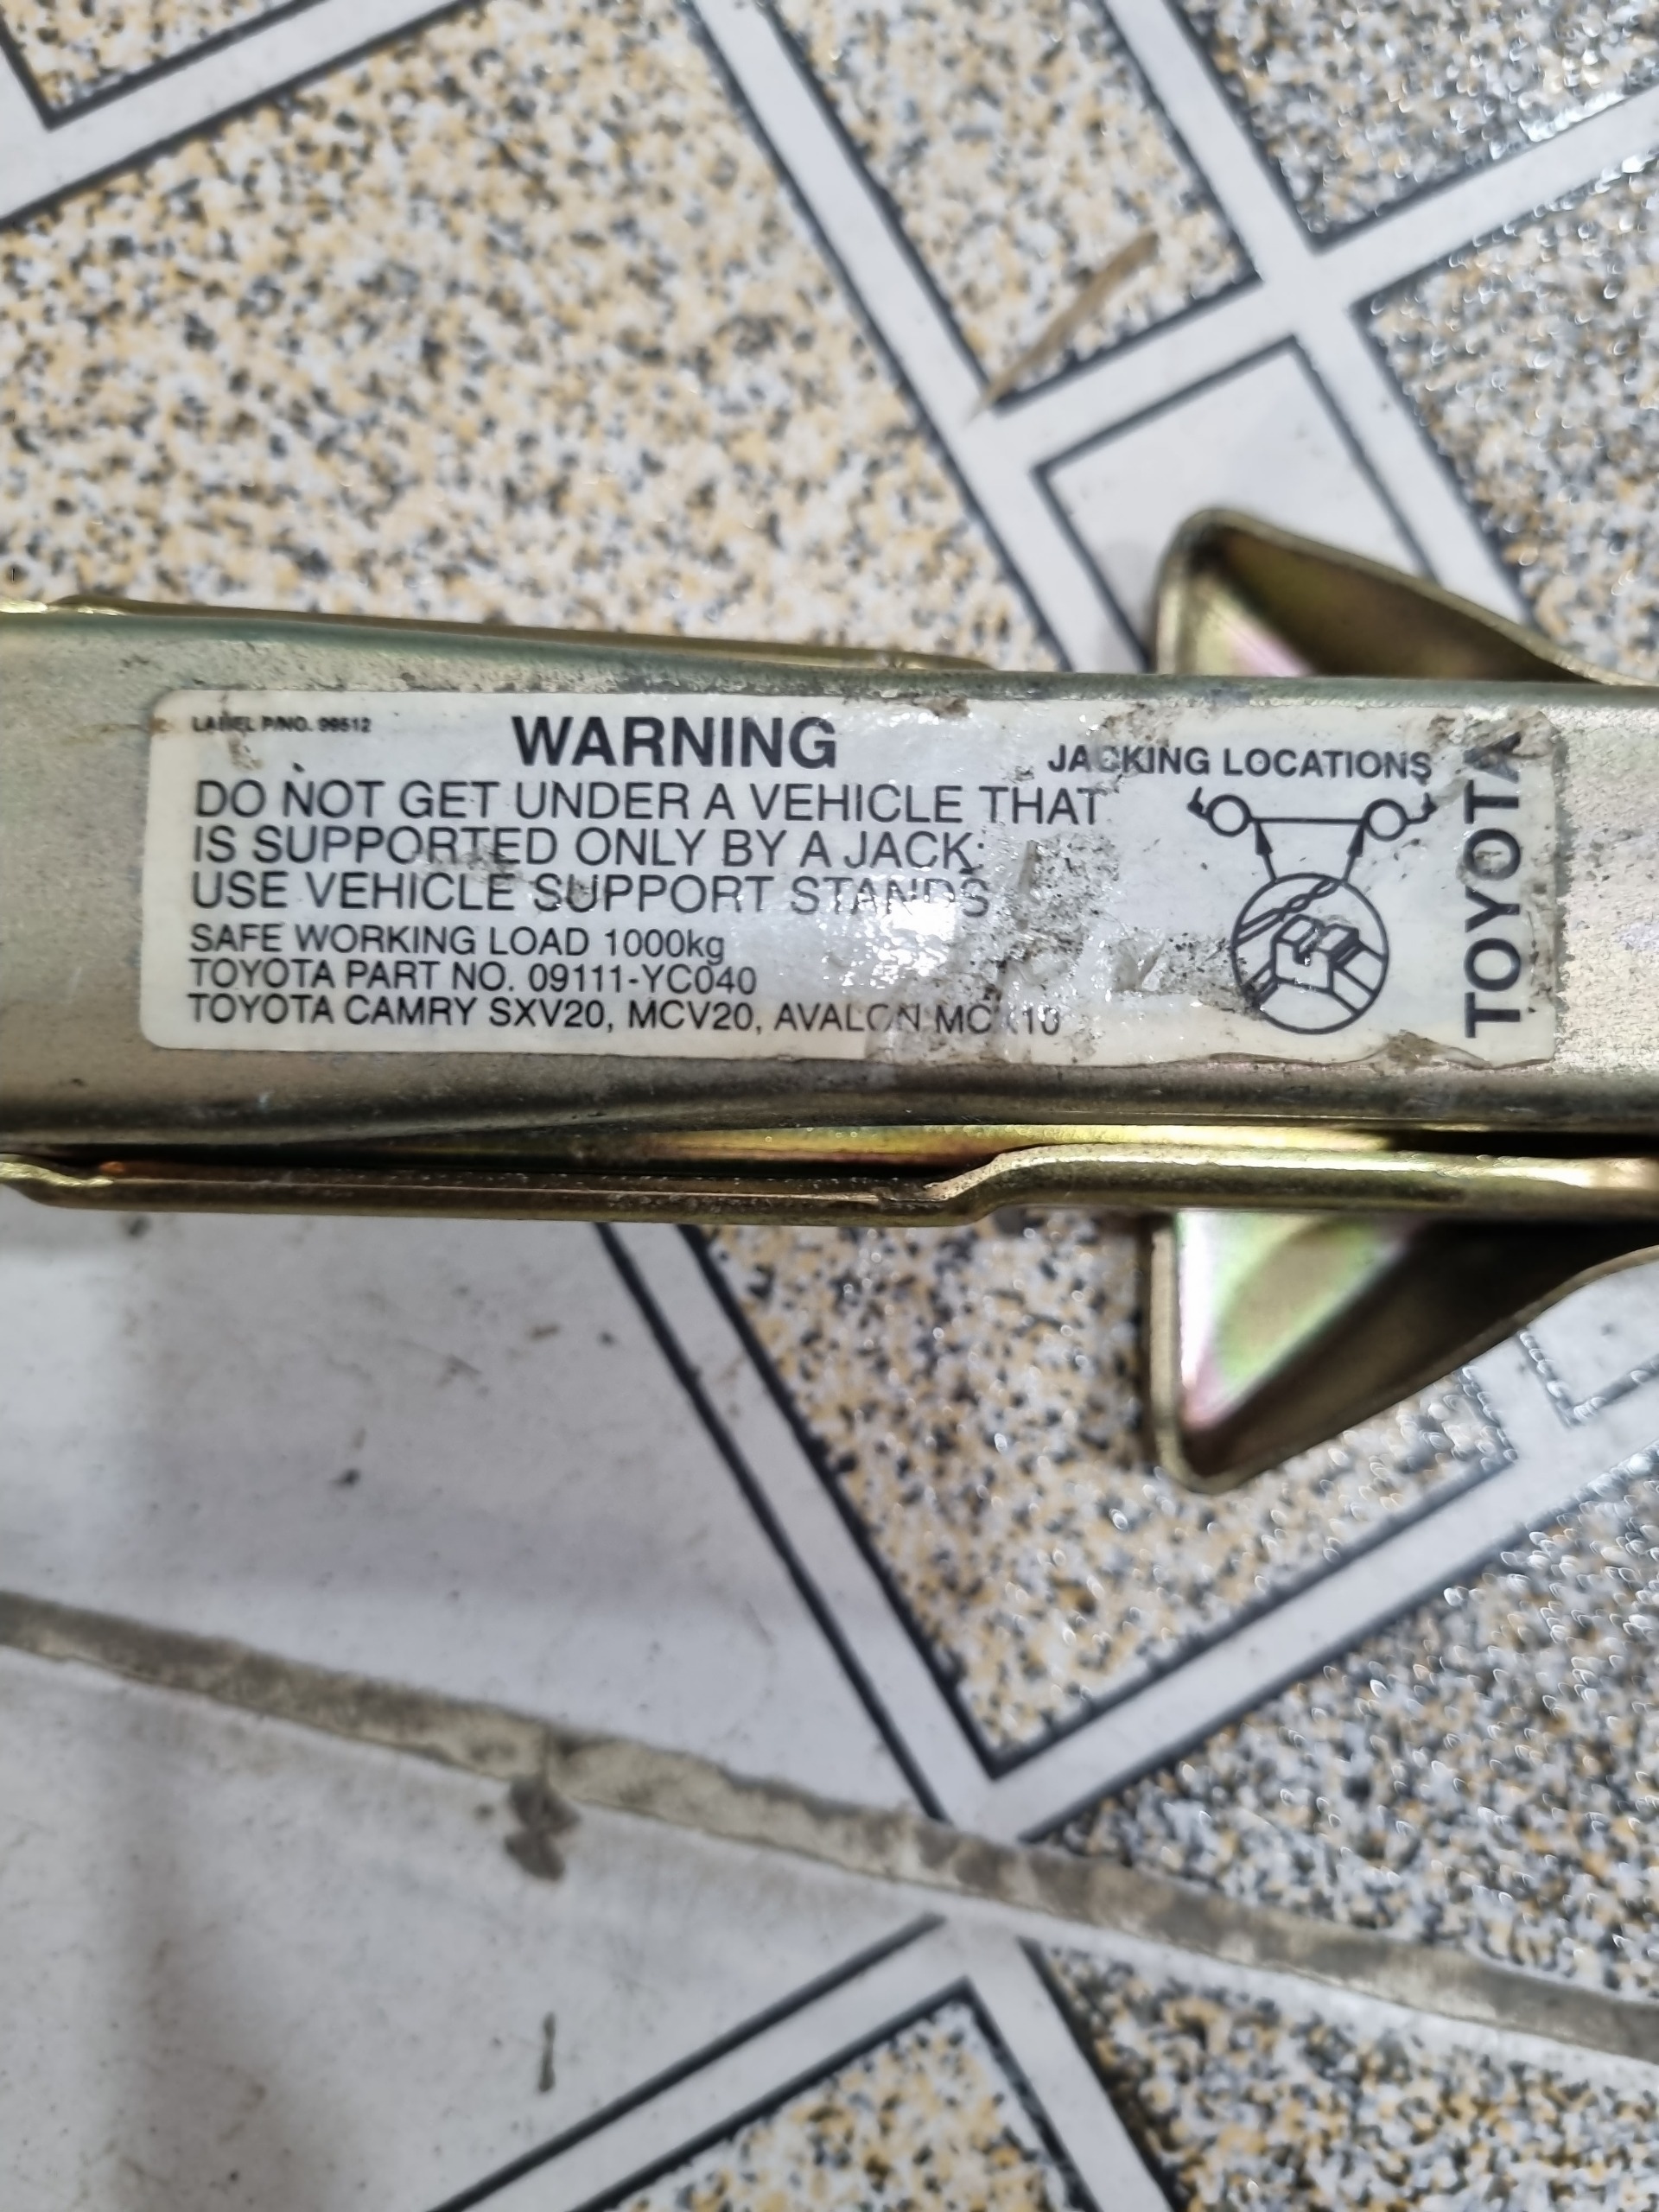 LABEL P/NO. 99512
WARNING
DO NOT GET UNDER A VEHICLE THAT
IS SUPPORTED ONLY BY A JACK:
USE VEHICLE SUPPORT STANDS
SAFE WORKING LOAD 1000kg
TOYOTA PART NO. 09111-YC040
TOYOTA CAMRY SXV20, MCV20, AVALON
JACKING LOCATIONS
TOYOTA